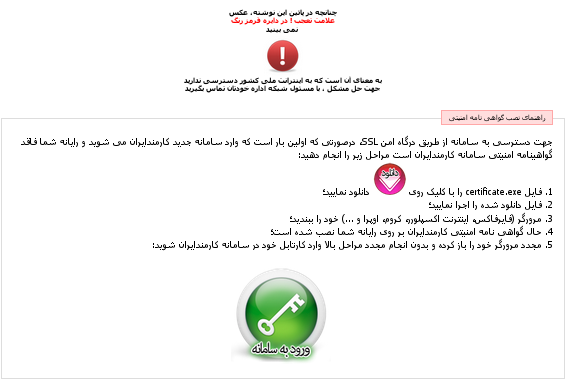 چنانچه در پائین این نوشته، عکس
علامت تعجب ! در دایره قرمز رنگ
نمی بینید
!
به معنای آن است که به اینترانت ملی کشور دسترسی ندارید
جهت حل مشکل ، با مسئول شبکه اداره خودتان تماس بگیرید
راهنمای نصب گواهی نامه امنیتی
جهت دسترسی به سامانه از طریق درگاه امن SSL، درصورتی که اولین بار است که وارد سامانه جدید کارمندایران می شوید و رایانه شما فاقد
گواهینامه امنیتی سامانه کارمندایران است مراحل زیر را انجام دهید:
1. فایل certificate.exe را با کلیک روی دانلود دانلود نمایید؛
2. فایل دانلود شده را اجرا نمایید؛
3. مرورگر (فایرفاکس، اینترنت اکسپلورر، کروم، اوپرا و ...) خود را ببندید؛
4. حال گواهی نامه امنیتی کارمندایران بر روی رایانه شما نصب شده است؛
5. مجدد مرورگر خود را باز کرده و بدون انجام مجدد مراحل بالا وارد کارتابل خود در سامانه کارمندایران شوید:
ورود به سامانه